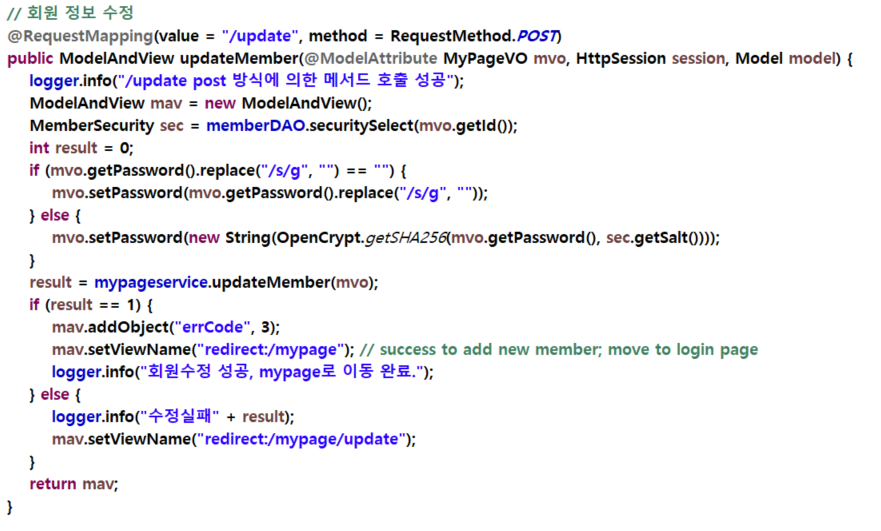 // 회원 정보 수정
@RequestMapping(value = "/update", method = RequestMethod.POST)
public ModelAndView updateMember(@ModelAttribute MyPageVO mvo, HttpSession session, Model model) {
logger.info("/update post 방식에 의한 메서드 호출 성공");
ModelAndView mav = new ModelAndView();
MemberSecurity sec = memberDAO.securitySelect(mvo.getId());
int result = 0;
if (mvo.getPassword().replace("/s/g", "") == "") {
mvo.setPassword(mvo.getPassword().replace("/s/g", ""));
} else {
mvo.setPassword(new String(OpenCrypt.getSHA256(mvo.getPassword(), sec.getSalt())));
}
result = mypageservice.updateMember(mvo);
if (result == 1) {
mav.addObject("errCode", 3);
mav.setViewName("redirect:/mypage"); // success to add new member; move to login page
logger.info("회원수정 성공, mypage로 이동 완료.");
} else {
logger.info("수정실패" + result);
mav.setViewName("redirect:/mypage/update");
}
return mav;
}